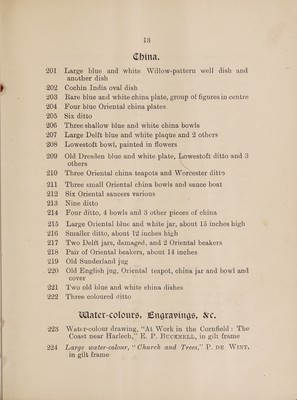 13
China.
201 Large blue and white Willow-pattern well dish and
another dish
202 Cochin India oval dish
203 Rare blue and white china plate, group of figures in centre
204 Four blue Oriental china plates
205 Six ditto
206 Three shallow blue and white china bowls
207 Large Delft blue and white plaque and 2 others
208 Lowestoft bowl, painted in flowers
209 Old Dresden blue and white plate, Lowestoft ditto and 3
others
210 Three Oriental china teapots and Worcester ditto
211 Three small Oriental china bowls and sauce boat
212 Six Oriental saucers various
213 Nine ditto
214 Four ditto, 4 bowls and 3 other pieces of china
215 Large Oriental blue and white jar, about 15 inches high
216 Smaller ditto, about 12 inches high
217 Two Delft jars, damaged, and 2 Oriental beakers
218 Pair of Oriental beakers, about 14 inches
219 Old Sunderland jug
220 Old English jug, Oriental teapot, china jar and bowl and
cover
221 Two old blue and white china dishes
222 Three coloured ditto
Water-colours, Engravings, &c.
223 Water-colour drawing, "At Work in the Cornfield: The
Coast near Harlech," E. P. BUCKNELL, in gilt frame
224 Large water-colour, "Church and Trees," P. DE WINT,
in gilt frame